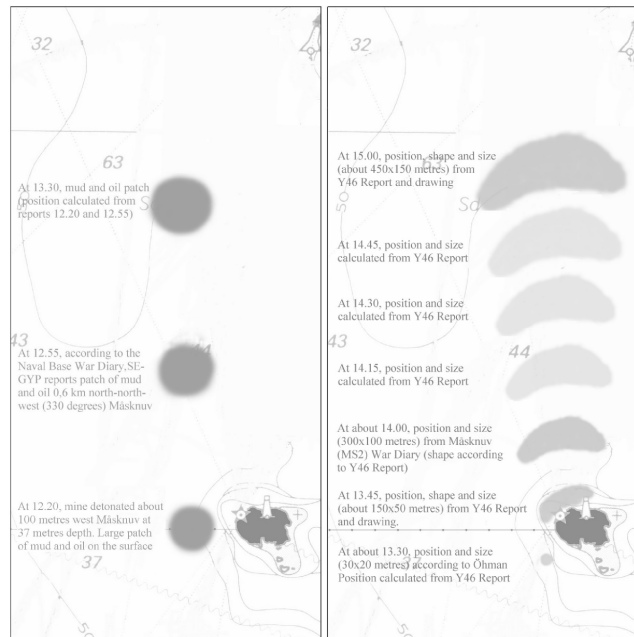 32
63
At 13.30, mud and oil patch
(position calculated from
reports 12.20 and 12.55)
43
44
At 12.55, according to the
Naval Base War Diary,SE-
GYP reports patch of mud
and oil 0,6 km north-north-
west (330 degrees) Måsknuv
At 12.20, mine detonated about
100 metres west Måsknuv at
37 metres depth. Large patch
of mud and oil on the surface
37
50
32
At 15.00, position, shape and size
(about 450x150 metres) from
Y46 Report and drawing
63
So
At 14.45, position and size
calculated from Y46 Report
At 14.30, position and size
calculated from Y46 Report
43
44
At 14.15, position and size
calculated from Y46 Report
At about 14.00, position and size
(300x100 metres) from Måsknuv
(MS2) War Diary (shape according
to Y46 Report)
At 13.45, position, shape and size
(about 150x50 metres) from Y46 Report
and drawing.
At about 13.30, position and size
(30x20 metres) according to Öhman
Position calculated from Y46 Report
37
50